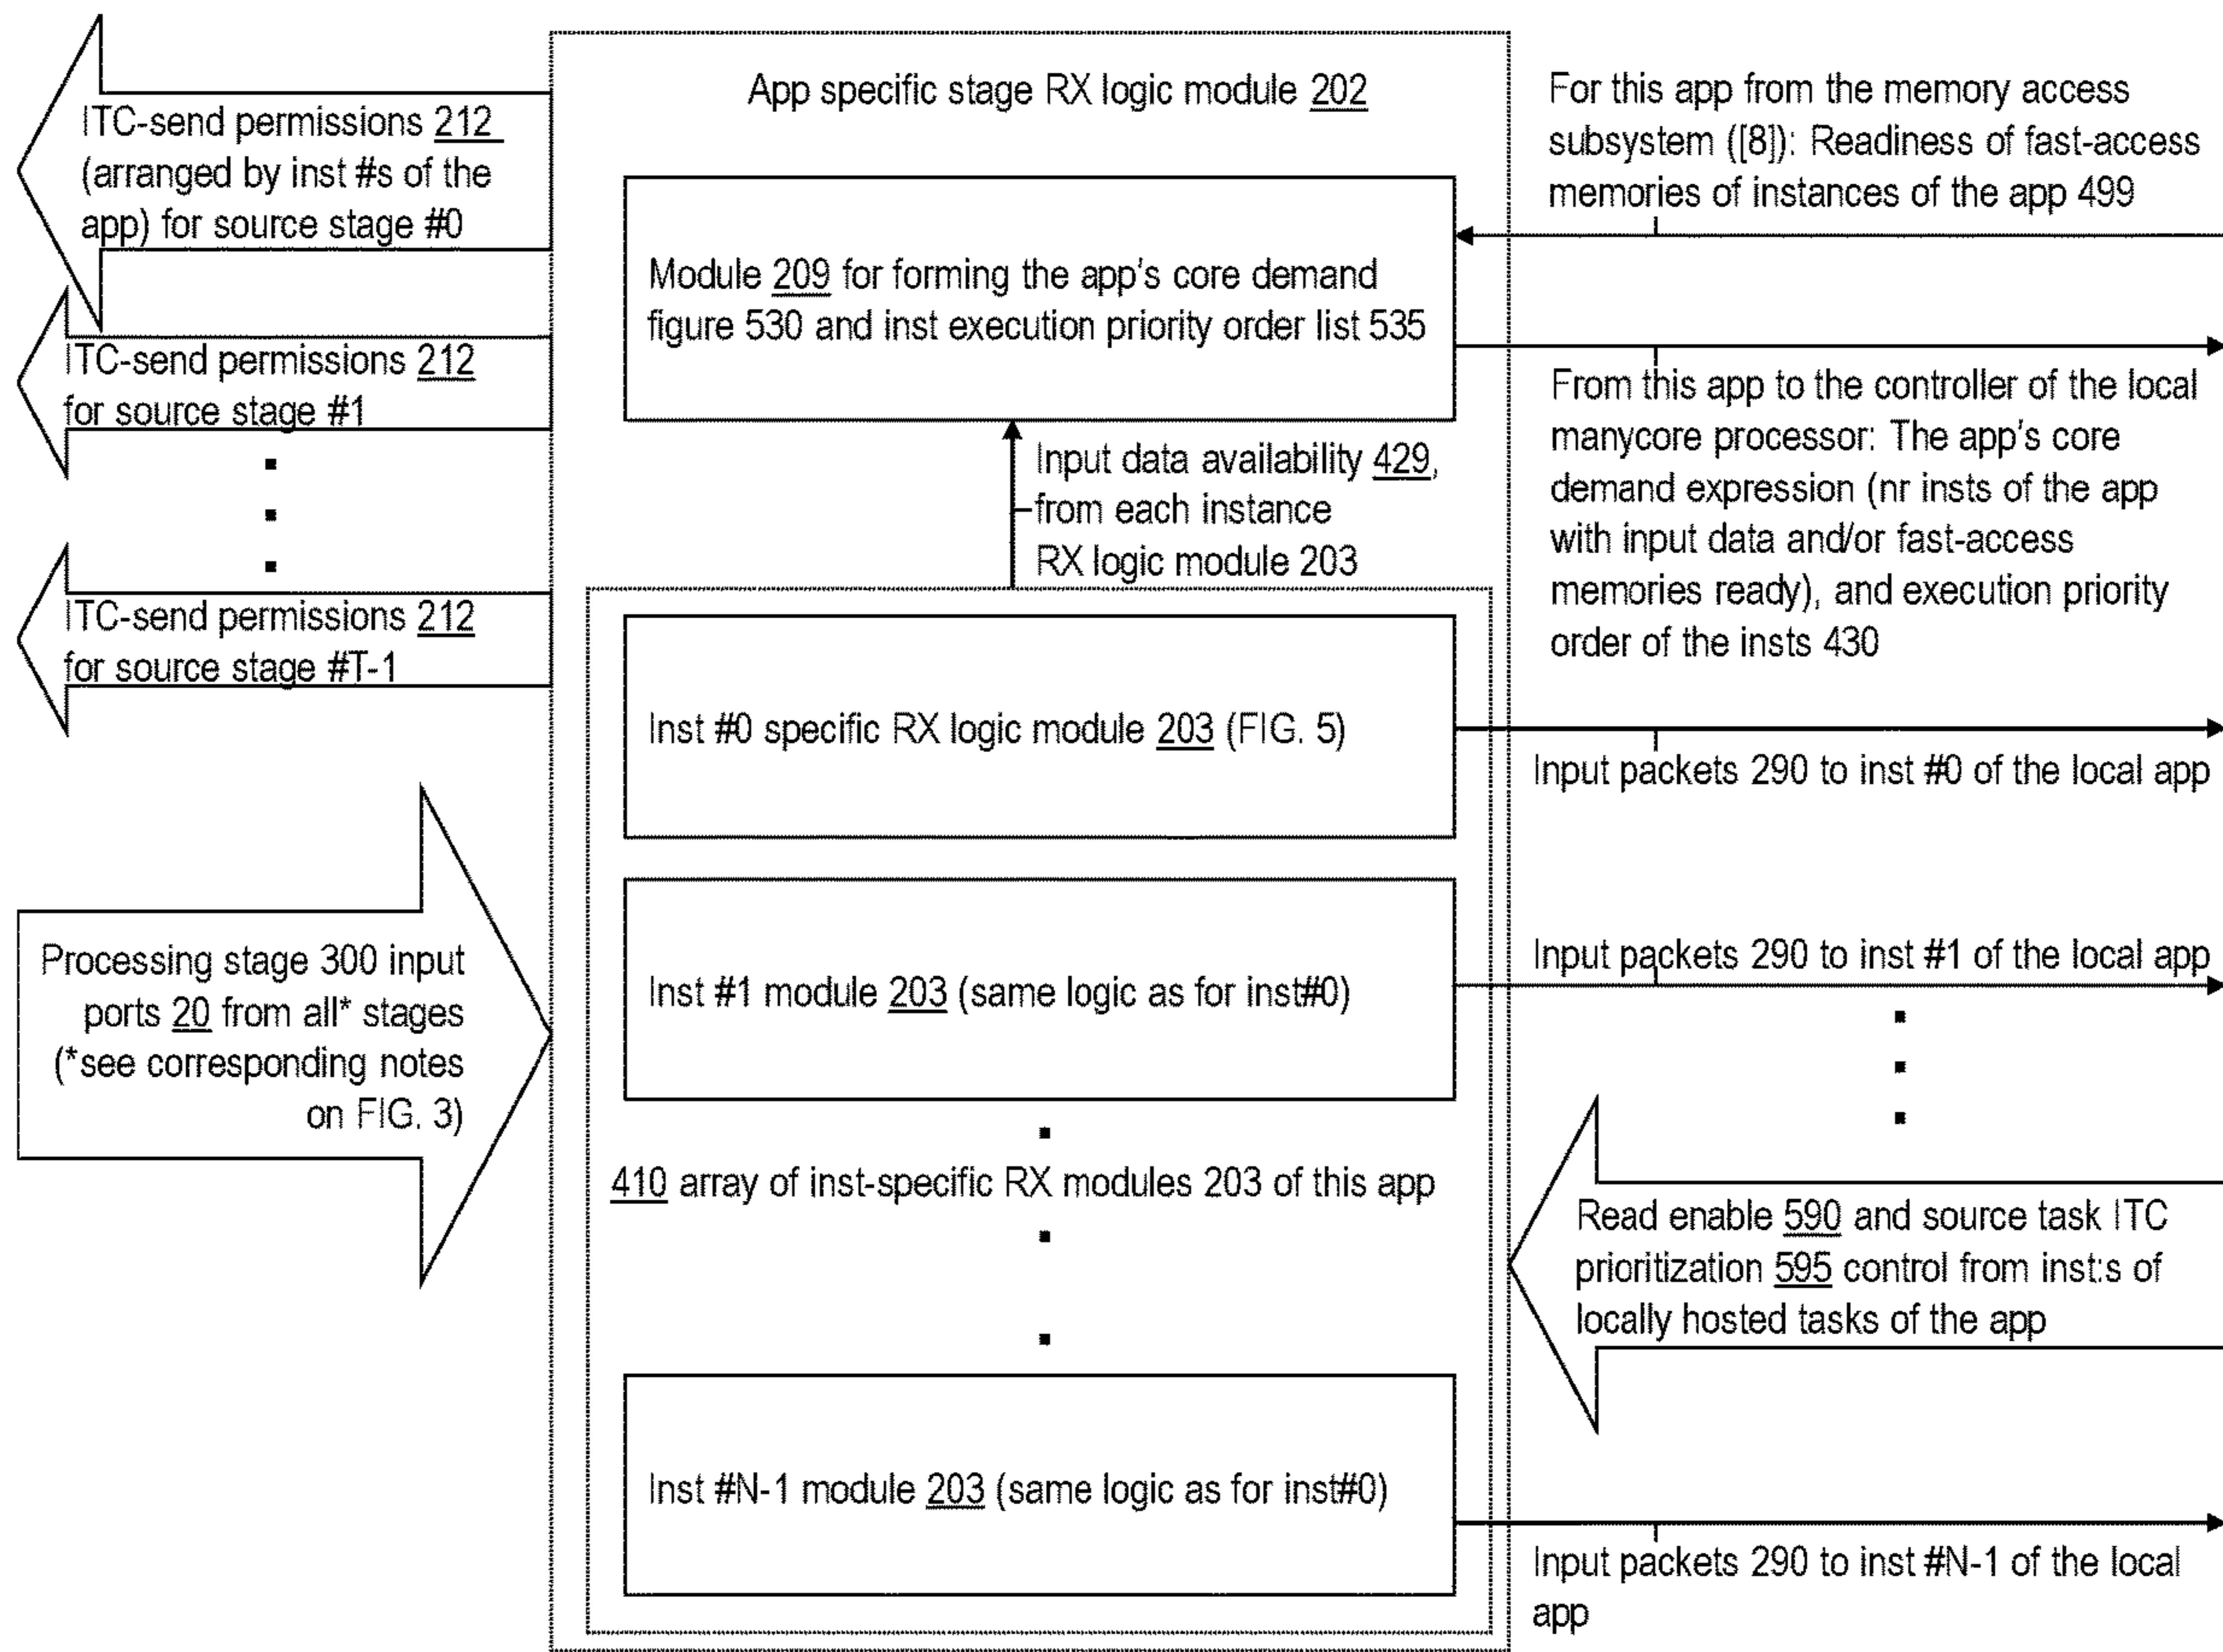 App specific stage RX logic module 202
ITC-send permissions 212
(arranged by inst #s of the
app) for source stage #0
ITC-send permissions 212
for source stage #1
ITC-send permissions 212
for source stage #T-1
Processing stage 300 input
ports 20 from all* stages
(*see corresponding notes
on FIG. 3)
Module 209 for forming the app's core demand
figure 530 and inst execution priority order list 535
Input data availability 429,
from each instance
RX logic module 203
Inst #0 specific RX logic module 203 (FIG. 5)
Inst #1 module 203 (same logic as for inst#0)
410 array of inst-specific RX modules 203 of this app
Inst #N-1 module 203 (same logic as for inst#0)
For this app from the memory access
subsystem ([8]): Readiness of fast-access
memories of instances of the app 499
From this app to the controller of the local
manycore processor: The app's core
demand expression (nr insts of the app
with input data and/or fast-access
memories ready), and execution priority
order of the insts 430
Input packets 290 to inst #0 of the local app
Input packets 290 to inst #1 of the local app
Read enable 590 and source task ITC
prioritization 595 control from inst:s of
locally hosted tasks of the app
Input packets 290 to inst #N-1 of the local
app